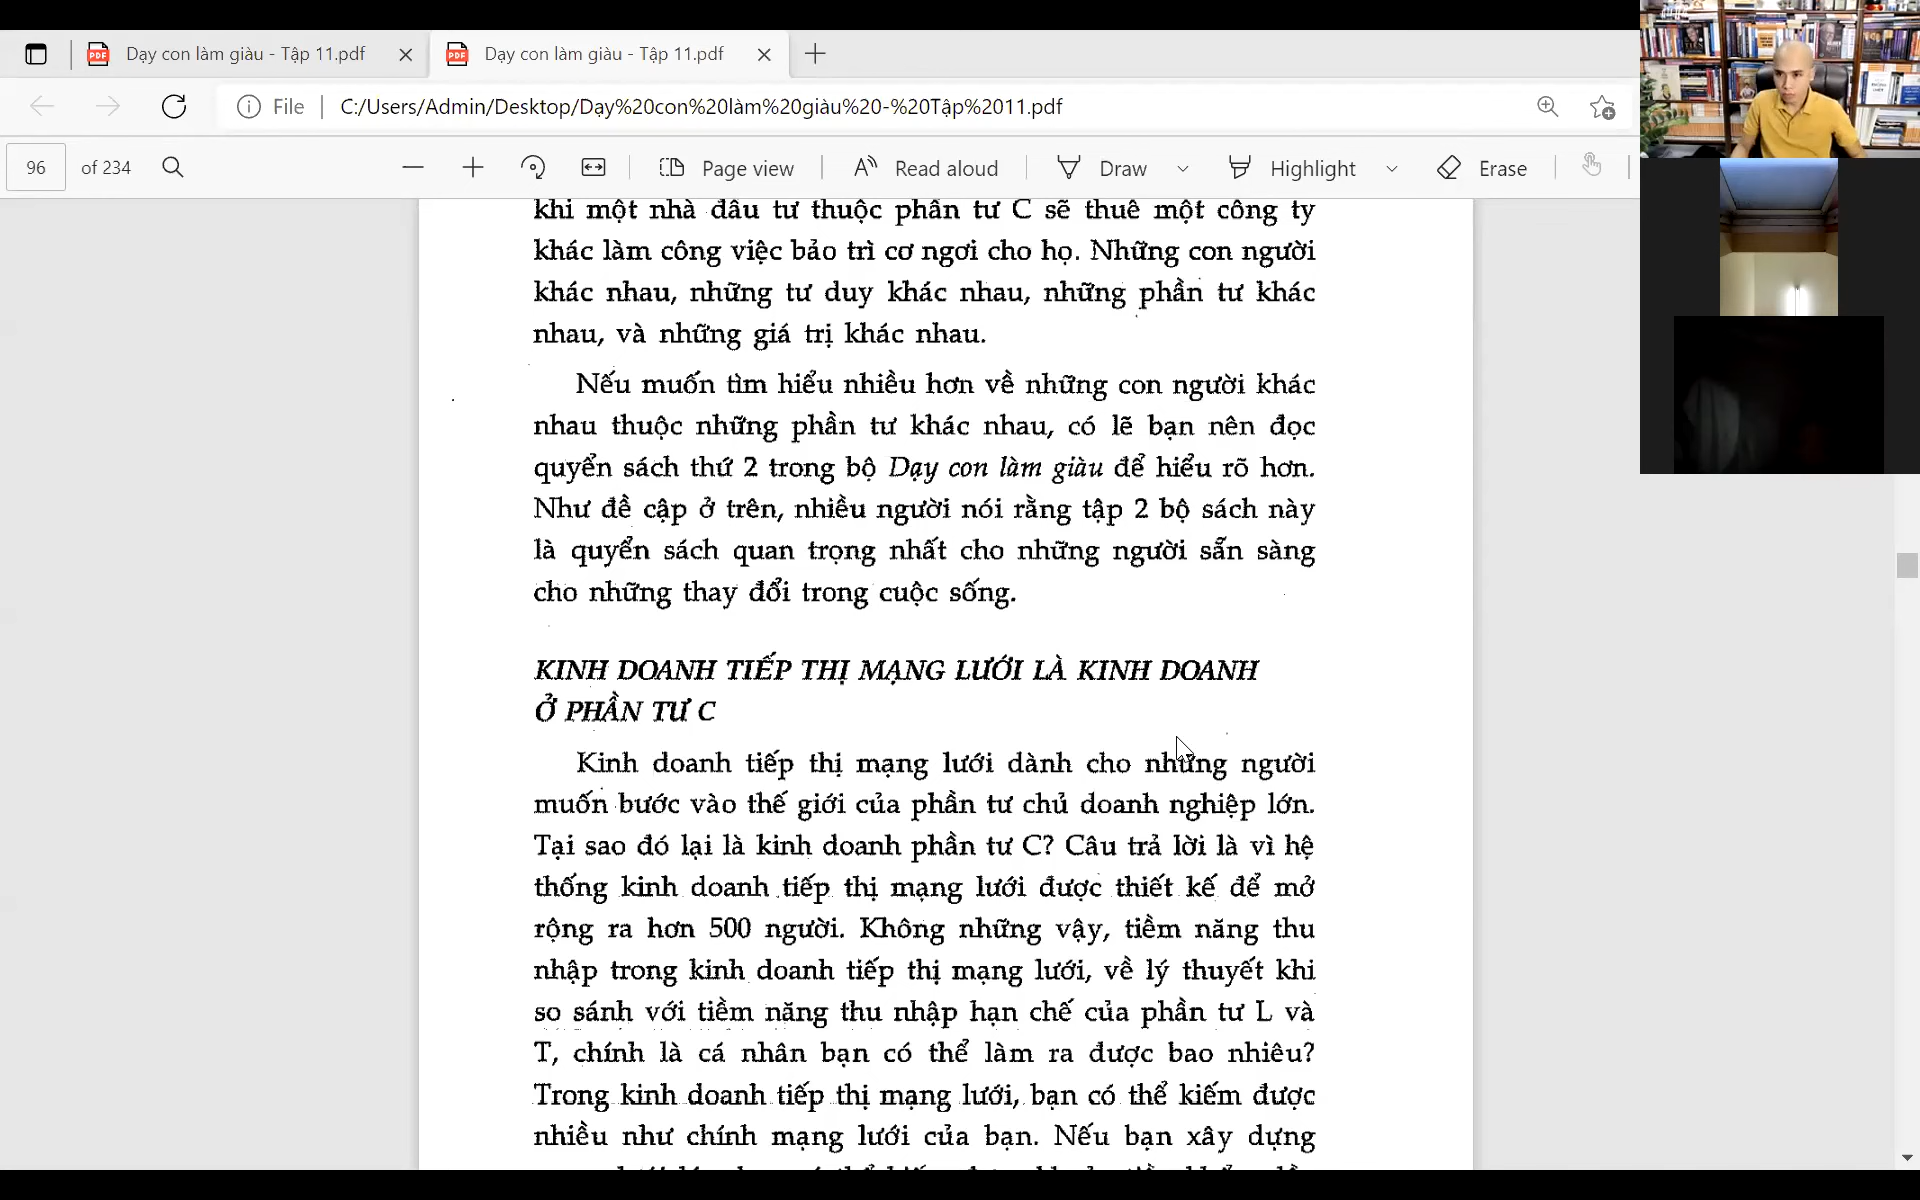 Dạy con làm giàu - Tập 11.pdf
Dạy con làm giàu - Tập 11.pdf
File
C:/Users/Admin/Desktop/Dạy%20con%20làm%20giàu%20-%20Tập%2011.pdf
96 of 234
Page view
Read aloud
Draw
Highlight
Erase
khi một nhà đầu tư thuộc phần tư C sẽ thuê một công ty
khác làm công việc bảo trì cơ ngơi cho họ. Những con người
khác nhau, những tư duy khác nhau, những phần tư khác
nhau, và những giá trị khác nhau.
Nếu muốn tìm hiểu nhiều hơn về những con người khác
nhau thuộc những phần tư khác nhau, có lẽ bạn nên đọc
quyển sách thứ 2 trong bộ Dạy con làm giàu để hiểu rõ hơn.
Như đề cập ở trên, nhiều người nói rằng tập 2 bộ sách này
là quyển sách quan trọng nhất cho những người sẵn sàng
cho những thay đổi trong cuộc sống.
KINH DOANH TIẾP THỊ MẠNG LƯỚI LÀ KINH DOANH
Ở PHẦN TƯ C
Kinh doanh tiếp thị mạng lưới dành cho những người
muốn bước vào thế giới của phần tư chủ doanh nghiệp lớn.
Tại sao đó lại là kinh doanh phần tư C? Câu trả lời là vì hệ
thống kinh doanh tiếp thị mạng lưới được thiết kế để mở
rộng ra hơn 500 người. Không những vậy, tiềm năng thu
nhập trong kinh doanh tiếp thị mạng lưới, về lý thuyết khi
so sánh với tiềm năng thu nhập hạn chế của phần tư L và
T, chính là cá nhân bạn có thể làm ra được bao nhiêu?
Trong kinh doanh tiếp thị mạng lưới, bạn có thể kiếm được
nhiều như chính mạng lưới của bạn. Nếu bạn xây dựng